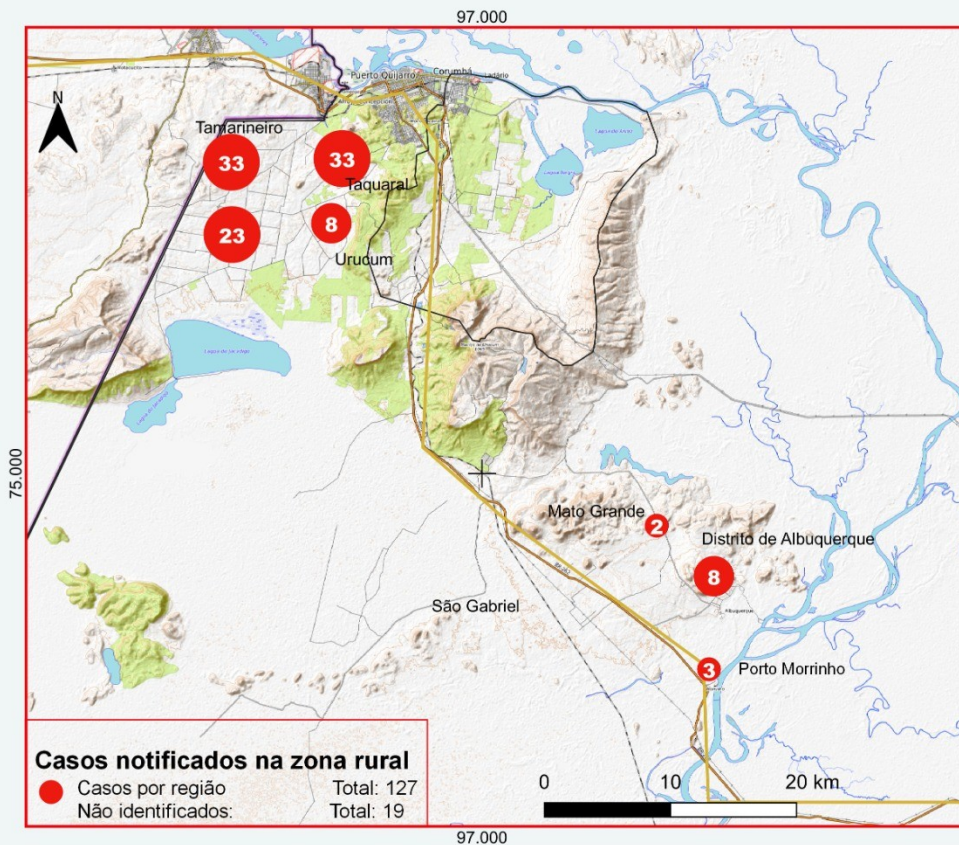 97.000
Puerto Quijarro
Corumbá
Ladário
N
Tamarineiro
33
33
Taquaral
23
8
Urucum
75.000
Mato Grande
2
Distrito de Albuquerque
8
Albuquerque
São Gabriel
3
Porto Morrinho
Casos notificados na zona rural
Casos por região Total: 127
Não identificados: Total: 19
0 10 20 km
97.000